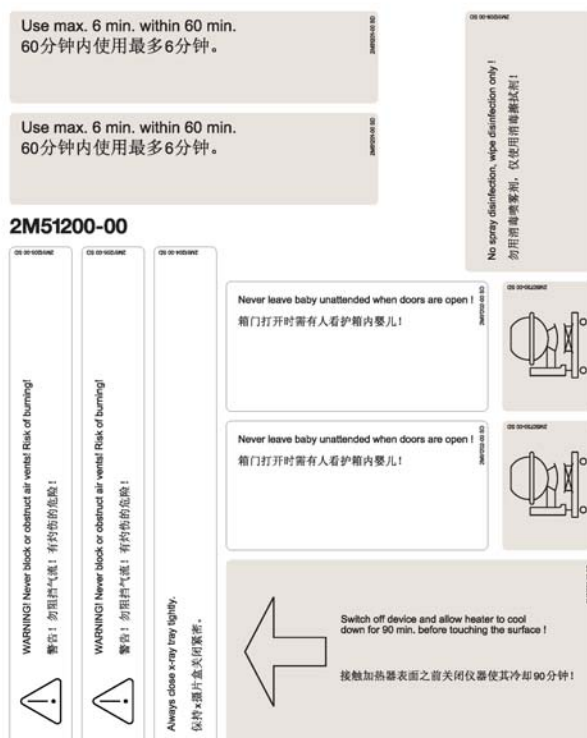 Use max. 6 min. within 60 min.
60分钟内使用最多6分钟。
Use max. 6 min. within 60 min.
60分钟内使用最多6分钟。
2M51200-00
No spray disinfection, wipe disinfection only !
勿用消毒喷雾剂，仅使用消毒擦拭剂！
WARNING! Never block or obstruct air vents! Risk of burning!
警告！勿阻挡气流！有灼伤的危险！
WARNING! Never block or obstruct air vents! Risk of burning!
警告！勿阻挡气流！有灼伤的危险！
Always close x-ray tray tightly.
保持x摄片盒关闭紧密。
Never leave baby unattended when doors are open !
箱门打开时需有人看护箱内婴儿！
Never leave baby unattended when doors are open !
箱门打开时需有人看护箱内婴儿！
Switch off device and allow heater to cool
down for 90 min. before touching the surface !
接触加热器表面之前关闭仪器使其冷却90分钟！